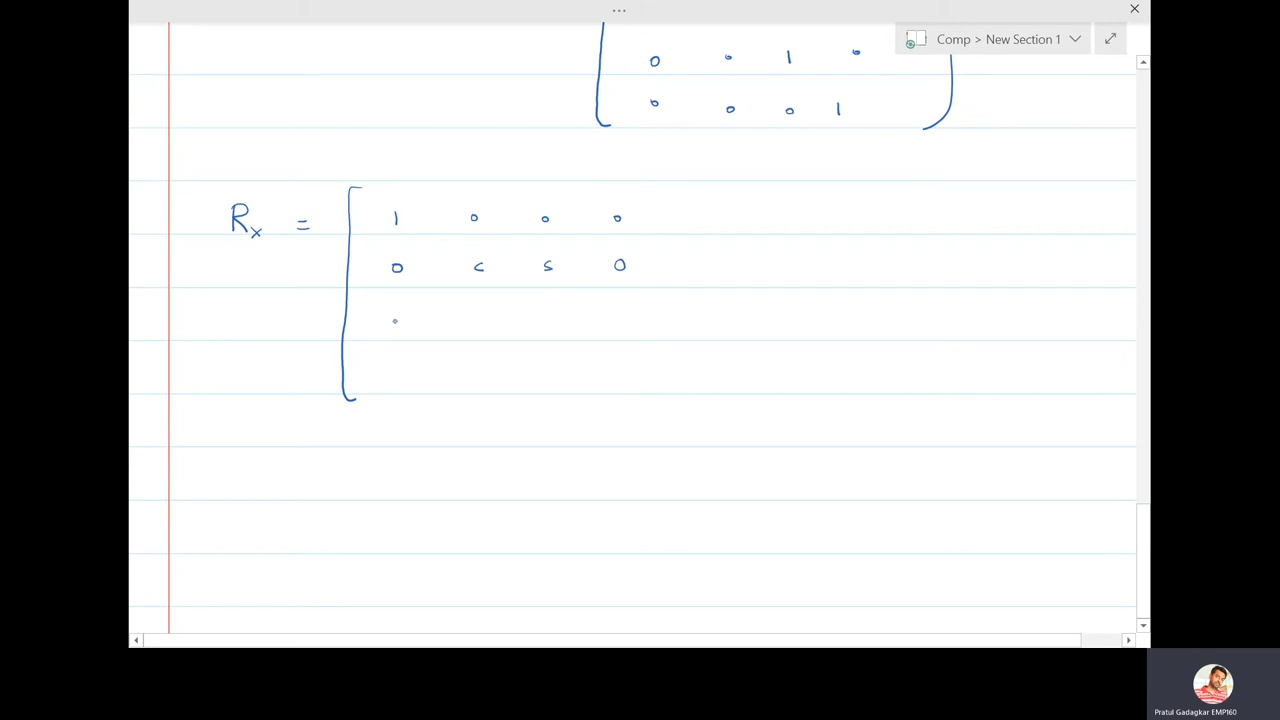 ...
Comp > New Section 1
0 0 1 0
0 0 0 1
Rx = [ 1 0 0 0
0 c s 0
Pratul Gadagkar EMP160